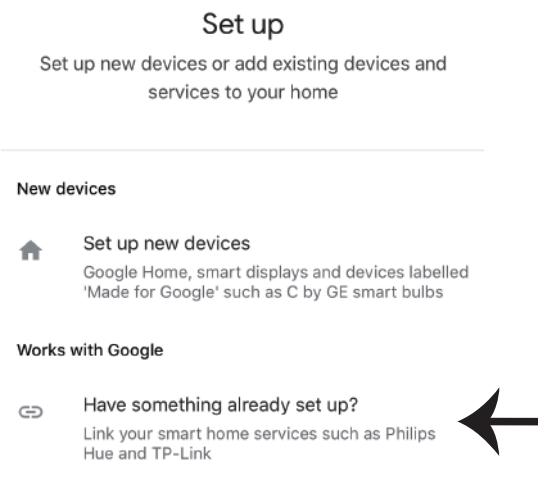 Set up
Set up new devices or add existing devices and
services to your home
New devices
Set up new devices
Google Home, smart displays and devices labelled
'Made for Google' such as C by GE smart bulbs
Works with Google
Have something already set up?
Link your smart home services such as Philips
Hue and TP-Link